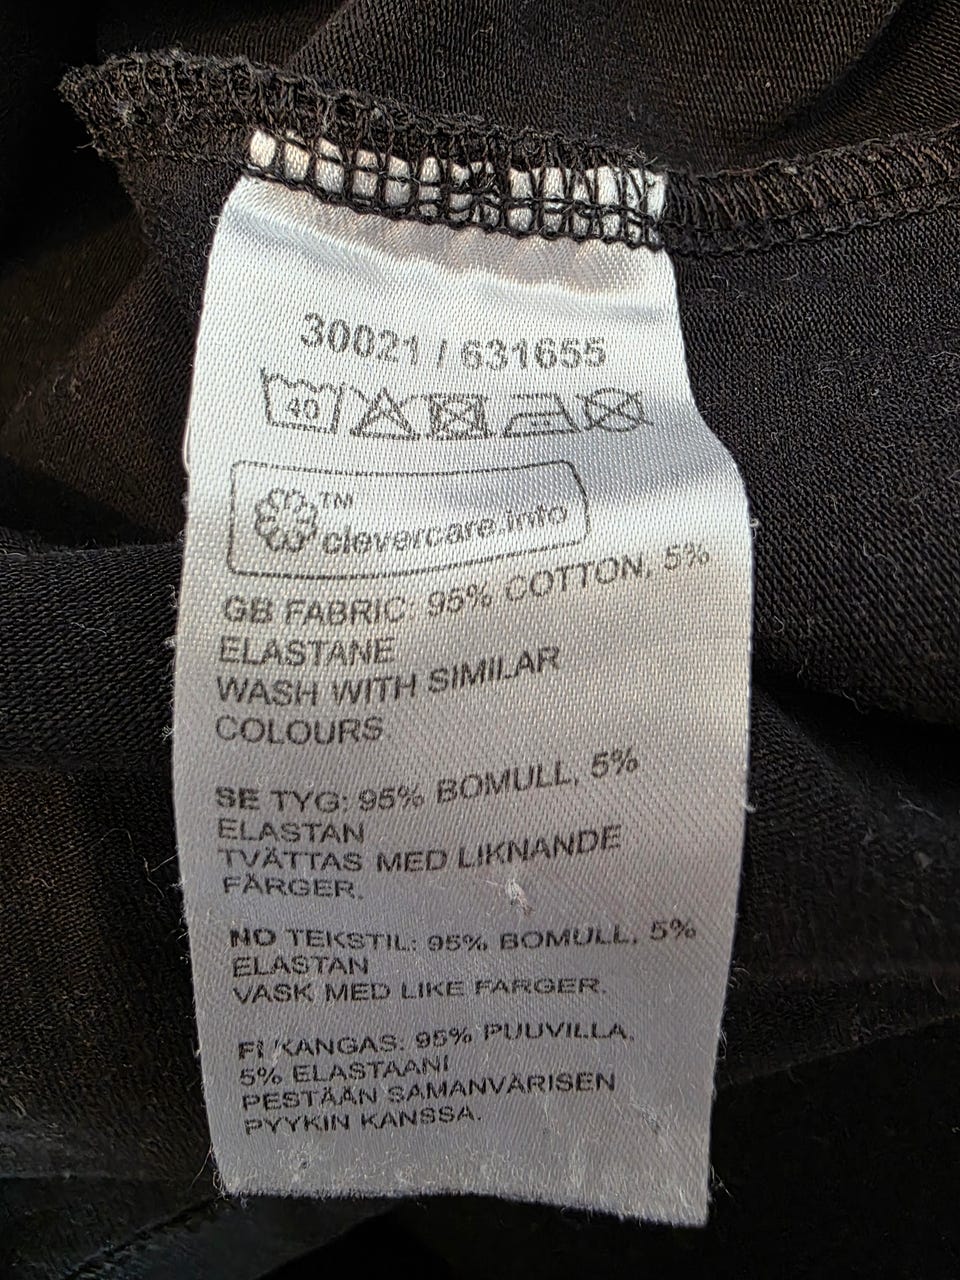 30021 / 631655
40
TM
clevercare.info
GB FABRIC: 95% COTTON, 5%
ELASTANE
WASH WITH SIMILAR
COLOURS
SE TYG: 95% BOMULL, 5%
ELASTAN
TVÄTTAS MED LIKNANDE
FÄRGER.
NO TEKSTIL: 95% BOMULL, 5%
ELASTAN
VASK MED LIKE FARGER.
FI KANGAS: 95% PUUVILLA,
5% ELASTAANI
PESTÄÄN SAMANVÄRISEN
PYYKIN KANSSA.